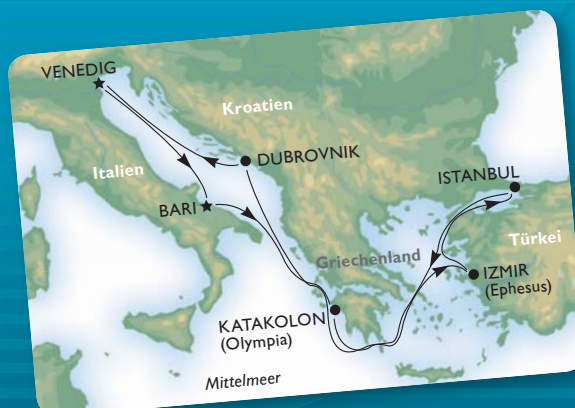 VENEDIG
Kroatien
DUBROVNIK
Italien
ISTANBUL
BARI
Türkei
Griechenland
IZMIR
(Ephesus)
KATAKOLON
(Olympia)
Mittelmeer